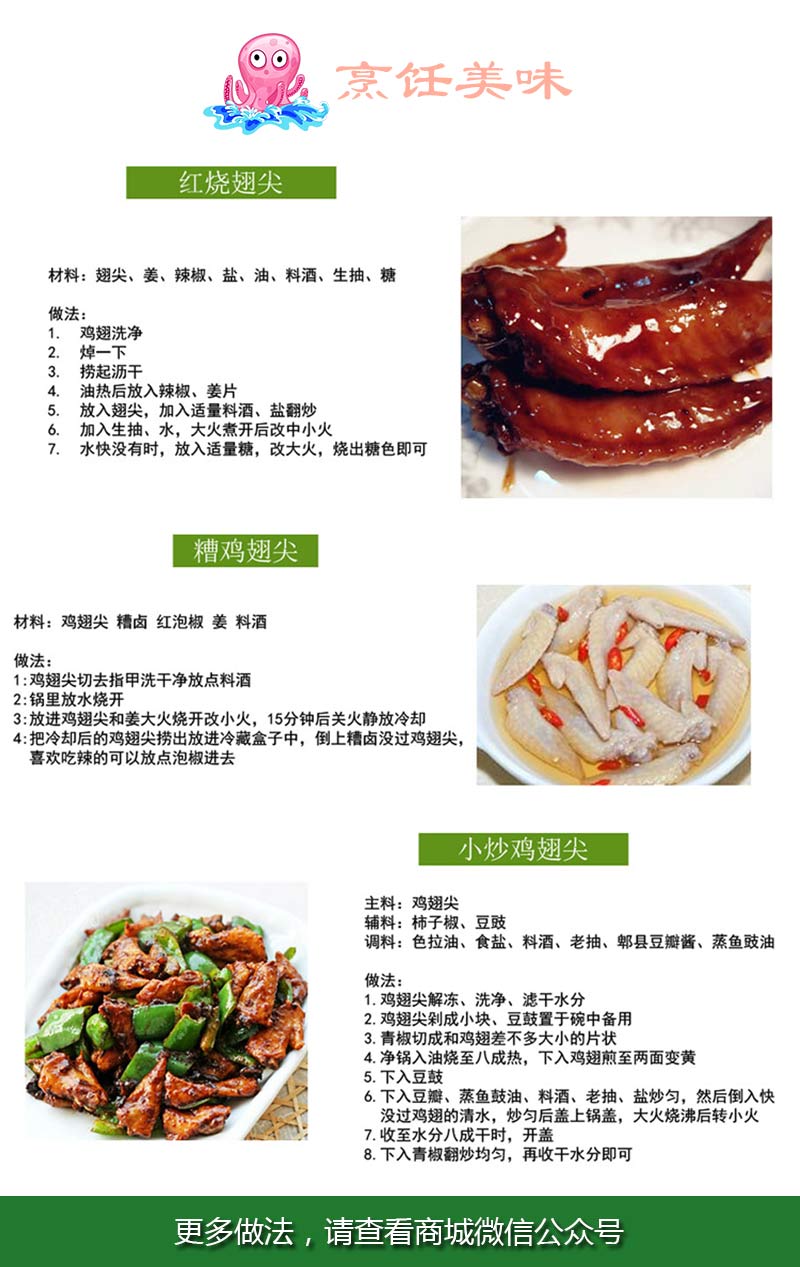 烹饪美味
红烧翅尖
材料：翅尖、姜、辣椒、盐、油、料酒、生抽、糖
做法：
1. 鸡翅洗净
2. 焯一下
3. 捞起沥干
4. 油热后放入辣椒、姜片
5. 放入翅尖，加入适量料酒、盐翻炒
6. 加入生抽、水，大火煮开后改中小火
7. 水快没有时，放入适量糖，改大火，烧出糖色即可
糟鸡翅尖
材料：鸡翅尖 糟卤 红泡椒 姜 料酒
做法：
1:鸡翅尖切去指甲洗干净放点料酒
2:锅里放水烧开
3:放进鸡翅尖和姜大火烧开改小火，15分钟后关火静放冷却
4:把冷却后的鸡翅尖捞出放进冷藏盒子中，倒上糟卤没过鸡翅尖，
喜欢吃辣的可以放点泡椒进去
小炒鸡翅尖
主料：鸡翅尖
辅料：柿子椒、豆豉
调料：色拉油、食盐、料酒、老抽、郫县豆瓣酱、蒸鱼豉油
做法：
1.鸡翅尖解冻、洗净、滤干水分
2.鸡翅尖剁成小块、豆鼓置于碗中备用
3.青椒切成和鸡翅差不多大小的片状
4.净锅入油烧至八成热，下入鸡翅煎至两面变黄
5.下入豆鼓
6.下入豆瓣、蒸鱼鼓油、料酒、老抽、盐炒匀，然后倒入快
没过鸡翅的清水，炒匀后盖上锅盖，大火烧沸后转小火
7.收至水分八成干时，开盖
8.下入青椒翻炒均匀，再收干水分即可
更多做法，请查看商城微信公众号